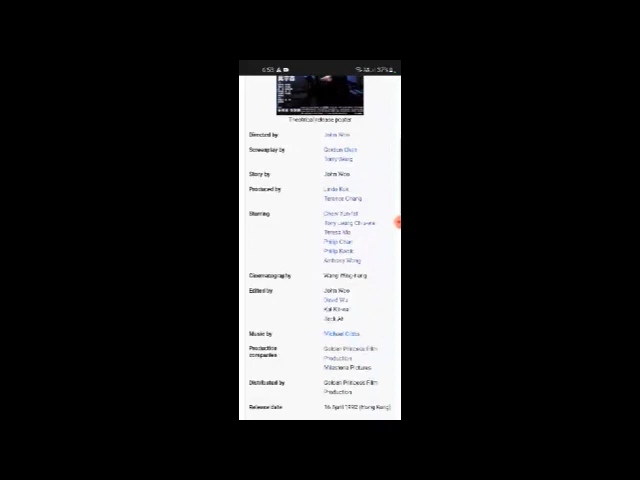 Theatrical release poster
Directed by John Woo
Screenplay by Gordon Chan
Barry Wong
Story by John Woo
Produced by Linda Kuk
Terence Chang
Starring Chow Yun-fat
Tony Leung Chiu-wai
Teresa Mo
Philip Chan
Philip Kwok
Anthony Wong
Cinematography Wang Wing-heng
Edited by John Woo
David Wu
Kai Kit-wai
Jack Ah
Music by Michael Gibbs
Production Golden Princess Film
companies Production
Milestone Pictures
Distributed by Golden Princess Film
Production
Release date 16 April 1992 (Hong Kong)